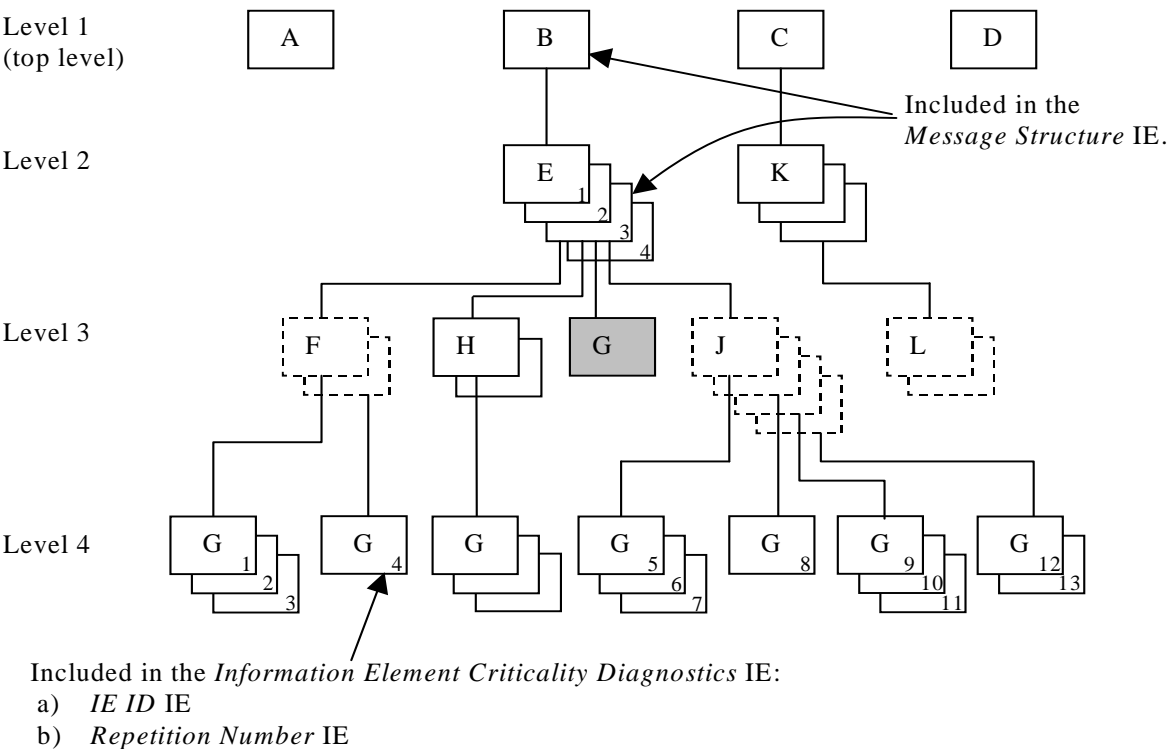 Level 1
(top level)
A
B
C
D
Included in the
Message Structure IE.
Level 2
E
1
2
3
4
K
Level 3
F
H
G
J
L
Level 4
G
1
2
3
G
4
G
G
5
6
7
G
8
G
9
10
11
G
12
13
Included in the Information Element Criticality Diagnostics IE:
a) IE ID IE
b) Repetition Number IE